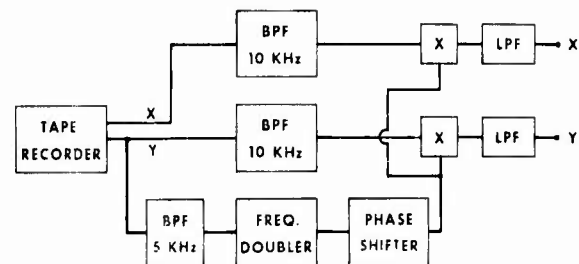 BPF
10 KHz
X
LPF
X
X
TAPE
RECORDER
Y
BPF
10 KHz
X
LPF
Y
BPF
5 KHz
FREQ.
DOUBLER
PHASE
SHIFTER